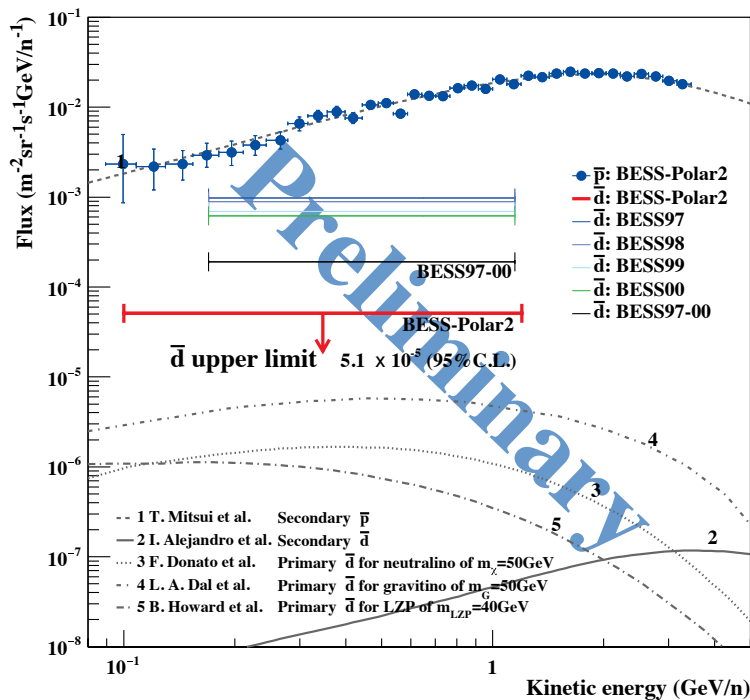 10⁻¹
10⁻²
10⁻³
10⁻⁴
10⁻⁵
10⁻⁶
10⁻⁷
10⁻⁸
Flux (m⁻²sr⁻¹s⁻¹GeV/n⁻¹)
1
Preliminary
p̅: BESS-Polar2
d̅: BESS-Polar2
d̅: BESS97
d̅: BESS98
d̅: BESS99
d̅: BESS00
d̅: BESS97-00
BESS97-00
BESS-Polar2
d̅ upper limit 5.1 x 10⁻⁵ (95%C.L.)
4
3
5
2
1 T. Mitsui et al. Secondary p̅
2 I. Alejandro et al. Secondary d̅
3 F. Donato et al. Primary d̅ for neutralino of mᵪ=50GeV
4 L. A. Dal et al. Primary d̅ for gravitino of m_G=50GeV
5 B. Howard et al. Primary d̅ for LZP of m_LZP=40GeV
10⁻¹ 1
Kinetic energy (GeV/n)